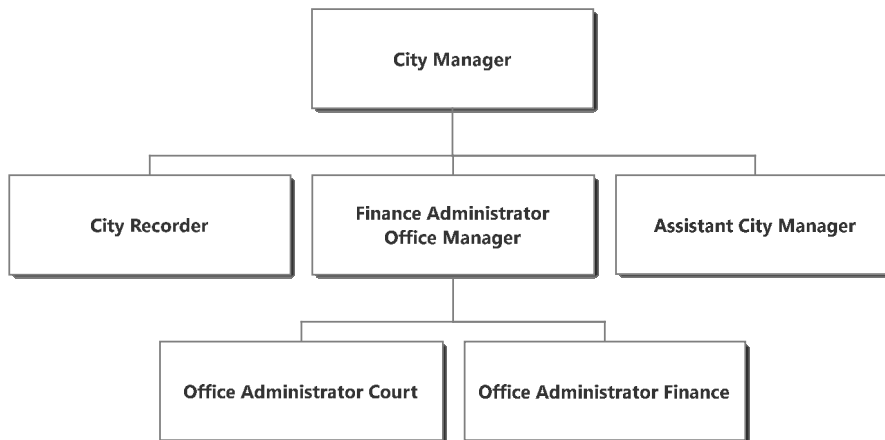 City Manager
City Recorder
Finance Administrator
Office Manager
Assistant City Manager
Office Administrator Court
Office Administrator Finance